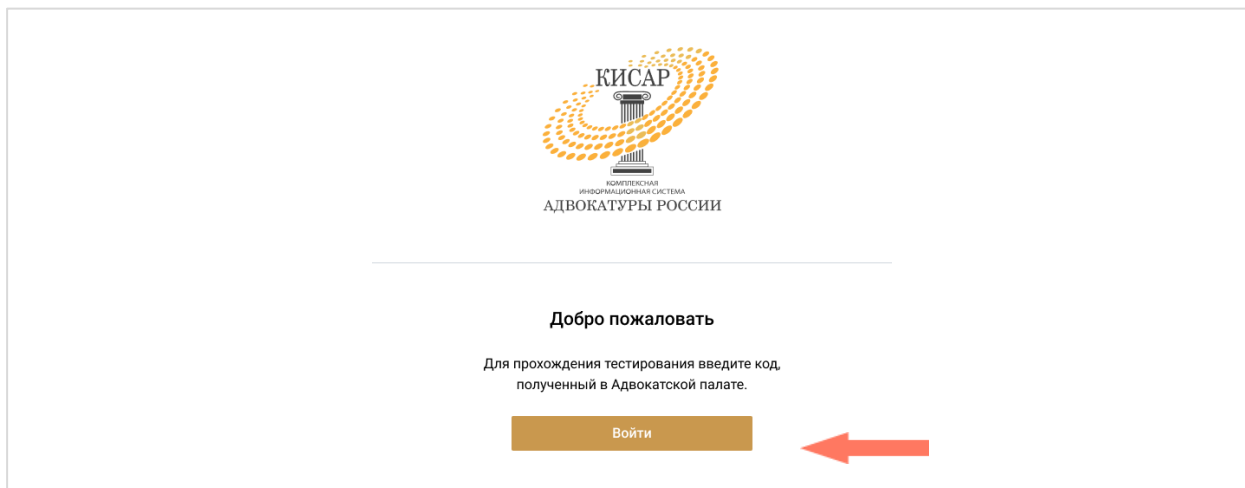 КИСАР
КОМПЛЕКСНАЯ
ИНФОРМАЦИОННАЯ СИСТЕМА
АДВОКАТУРЫ РОССИИ
Добро пожаловать
Для прохождения тестирования введите код,
полученный в Адвокатской палате.
Войти